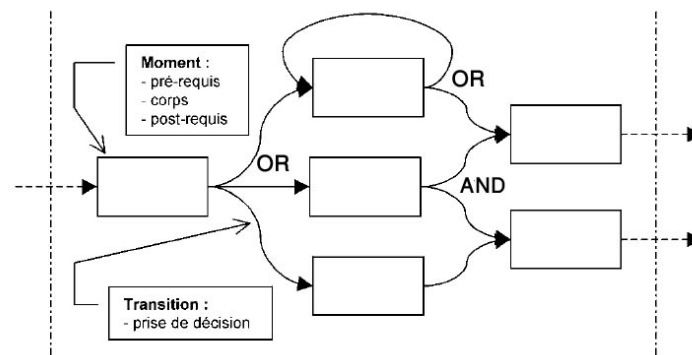 Moment :
- pré-requis
- corps
- post-requis
OR
OR
AND
Transition :
- prise de décision